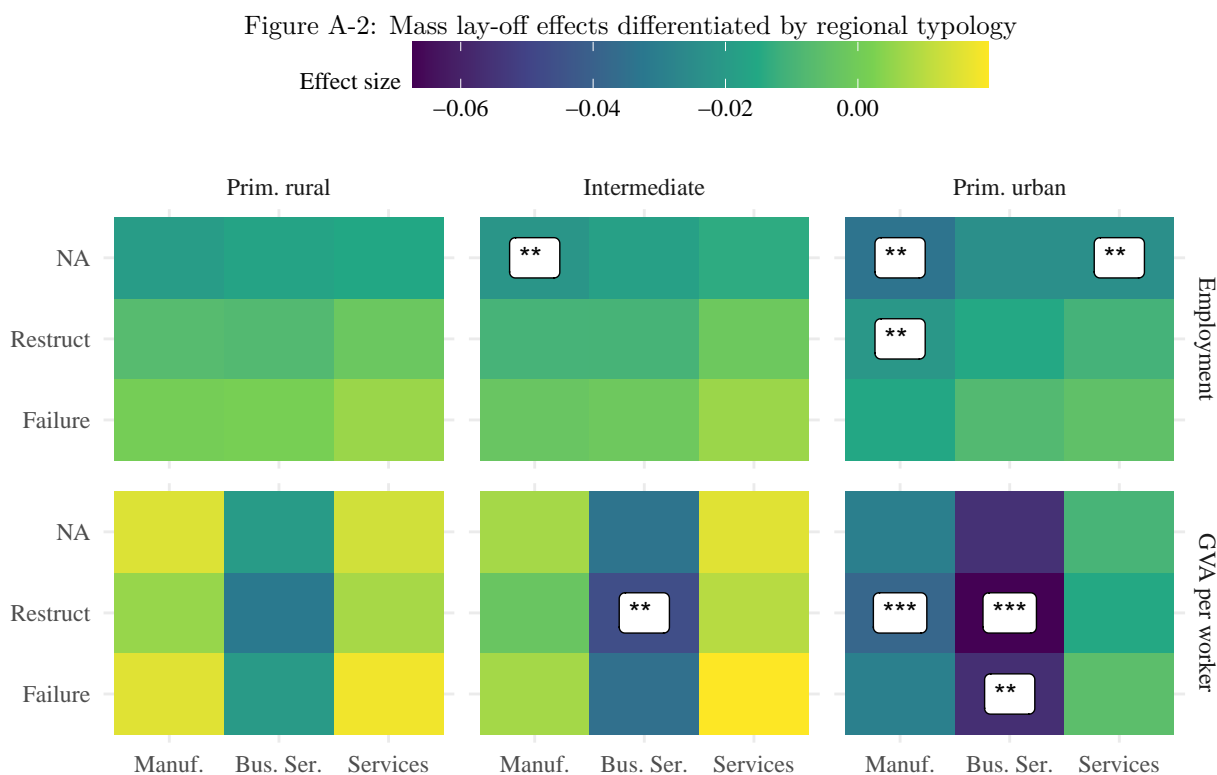 Figure A-2: Mass lay-off effects differentiated by regional typology
Effect size
−0.06 −0.04 −0.02 0.00
Prim. rural Intermediate Prim. urban
NA ** ** **
Restruct **
Failure
Employment
NA
Restruct ** *** ***
Failure **
GVA per worker
Manuf. Bus. Ser. Services Manuf. Bus. Ser. Services Manuf. Bus. Ser. Services